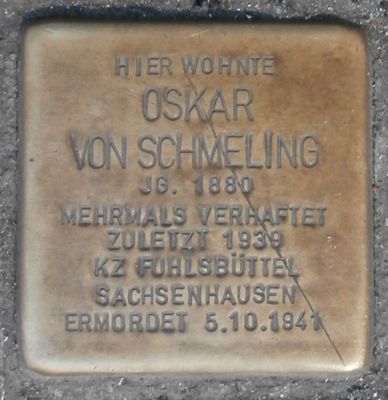 HIER WOHNTE
OSKAR
VON SCHMELING
JG. 1880
MEHRMALS VERHAFTET
ZULETZT 1939
KZ FUHLSBÜTTEL
SACHSENHAUSEN
ERMORDET 5.10.1941